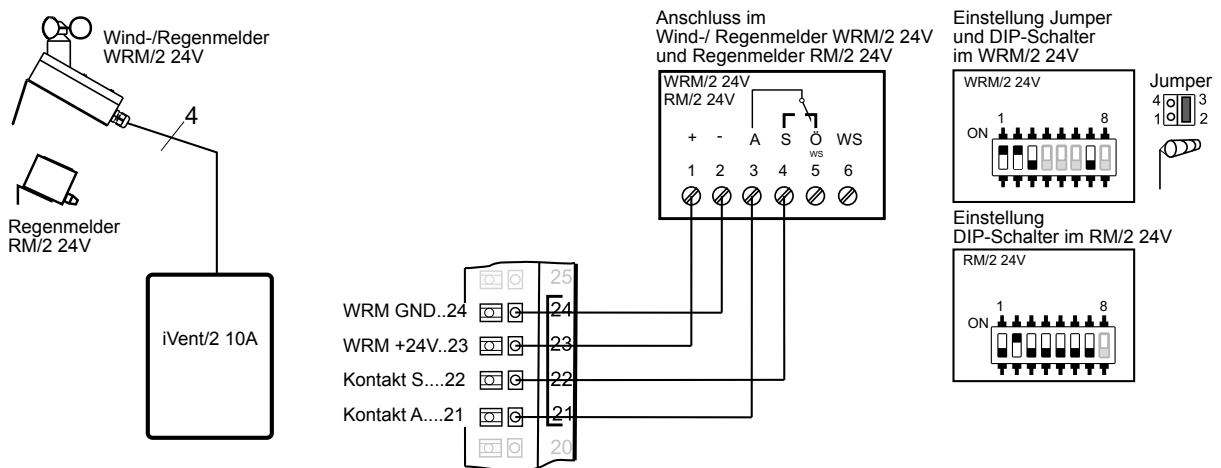 Wind-/Regenmelder
WRM/2 24V
4
Regenmelder
RM/2 24V
iVent/2 10A
Anschluss im
Wind-/ Regenmelder WRM/2 24V
und Regenmelder RM/2 24V
WRM/2 24V
RM/2 24V
+ - A S Ö WS
WS
1 2 3 4 5 6
25
WRM GND..24 24
WRM +24V..23 23
Kontakt S....22 22
Kontakt A....21 21
20
Einstellung Jumper
und DIP-Schalter
im WRM/2 24V
WRM/2 24V
1 8
ON
Jumper
4 3
1 2
Einstellung
DIP-Schalter im RM/2 24V
RM/2 24V
1 8
ON